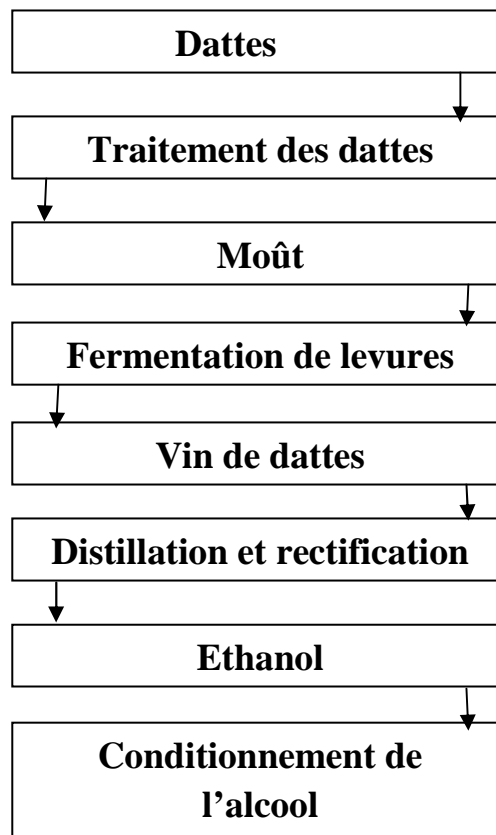 Dattes
Traitement des dattes
Moût
Fermentation de levures
Vin de dattes
Distillation et rectification
Ethanol
Conditionnement de
l’alcool